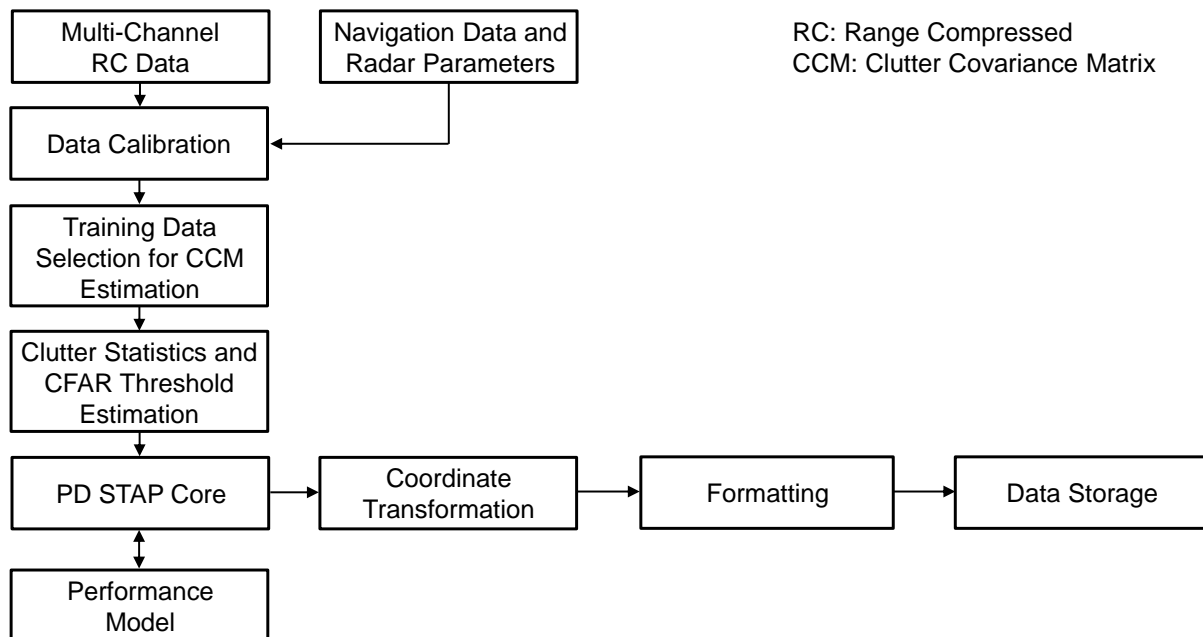 Multi-Channel
RC Data
Navigation Data and
Radar Parameters
RC: Range Compressed
CCM: Clutter Covariance Matrix
Data Calibration
Training Data
Selection for CCM
Estimation
Clutter Statistics and
CFAR Threshold
Estimation
PD STAP Core
Coordinate
Transformation
Formatting
Data Storage
Performance
Model